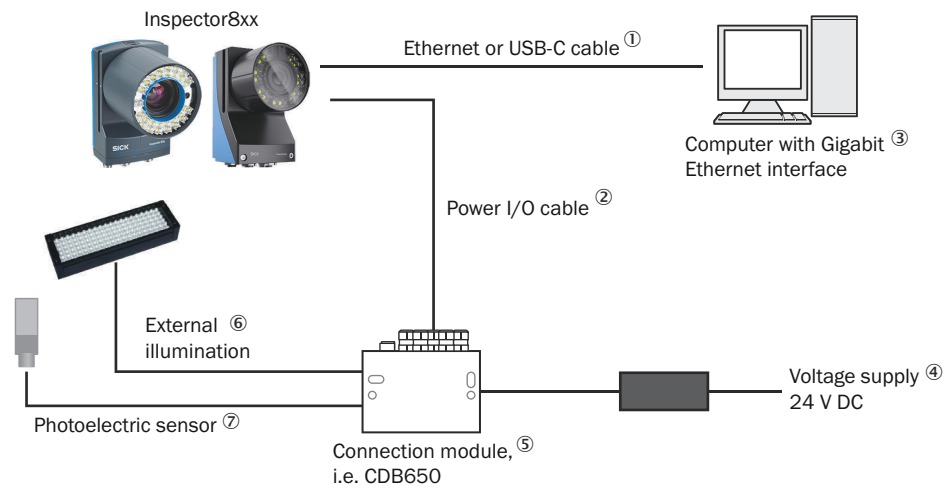 Inspector8xx
Ethernet or USB-C cable ①
Computer with Gigabit ③
Ethernet interface
Power I/O cable ②
SICK
External ⑥
illumination
Voltage supply ④
24 V DC
Photoelectric sensor ⑦
Connection module, ⑤
i.e. CDB650